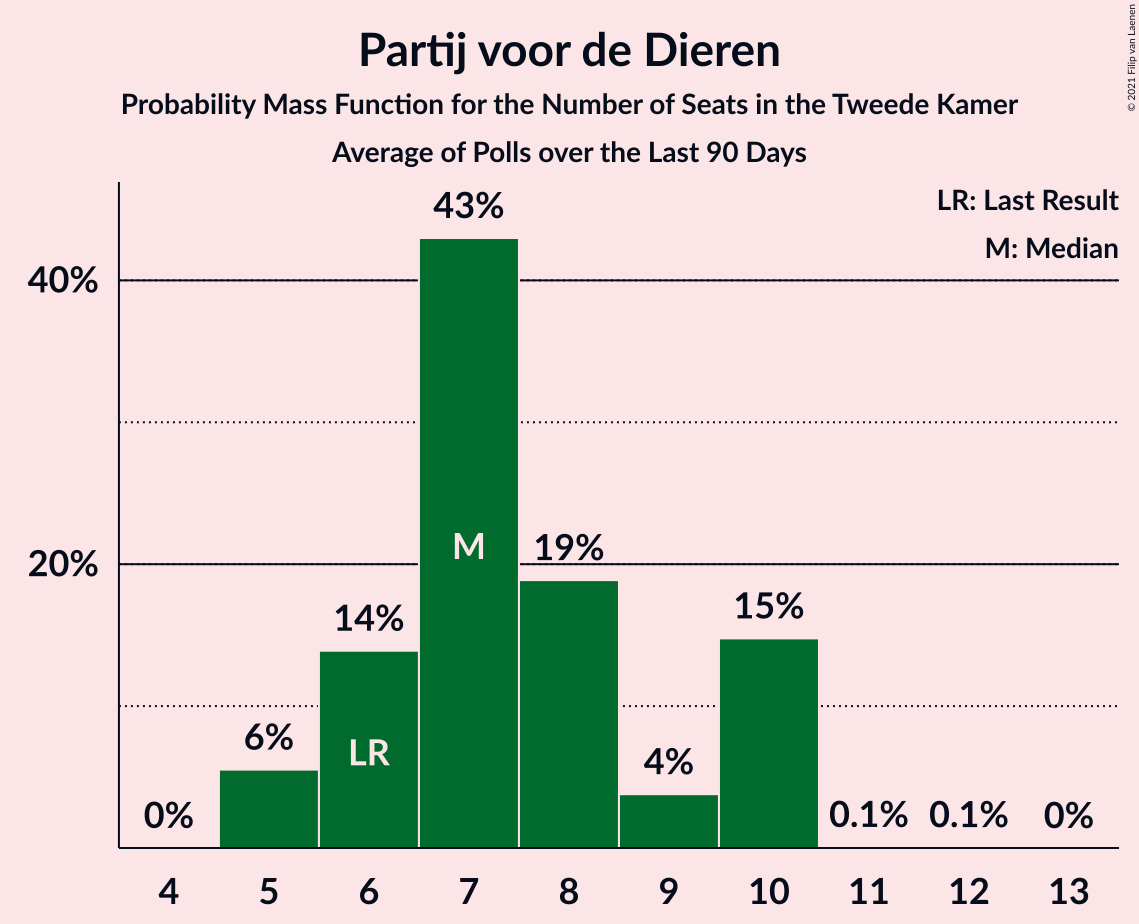 Partij voor de Dieren
Probability Mass Function for the Number of Seats in the Tweede Kamer
Average of Polls over the Last 90 Days
© 2021 Filip van Laenen
LR: Last Result
M: Median
43%
40%
M
19%
20%
14%
15%
LR
6%
4%
0%
0.1%
0.1%
0%
4 5 6 7 8 9 10 11 12 13